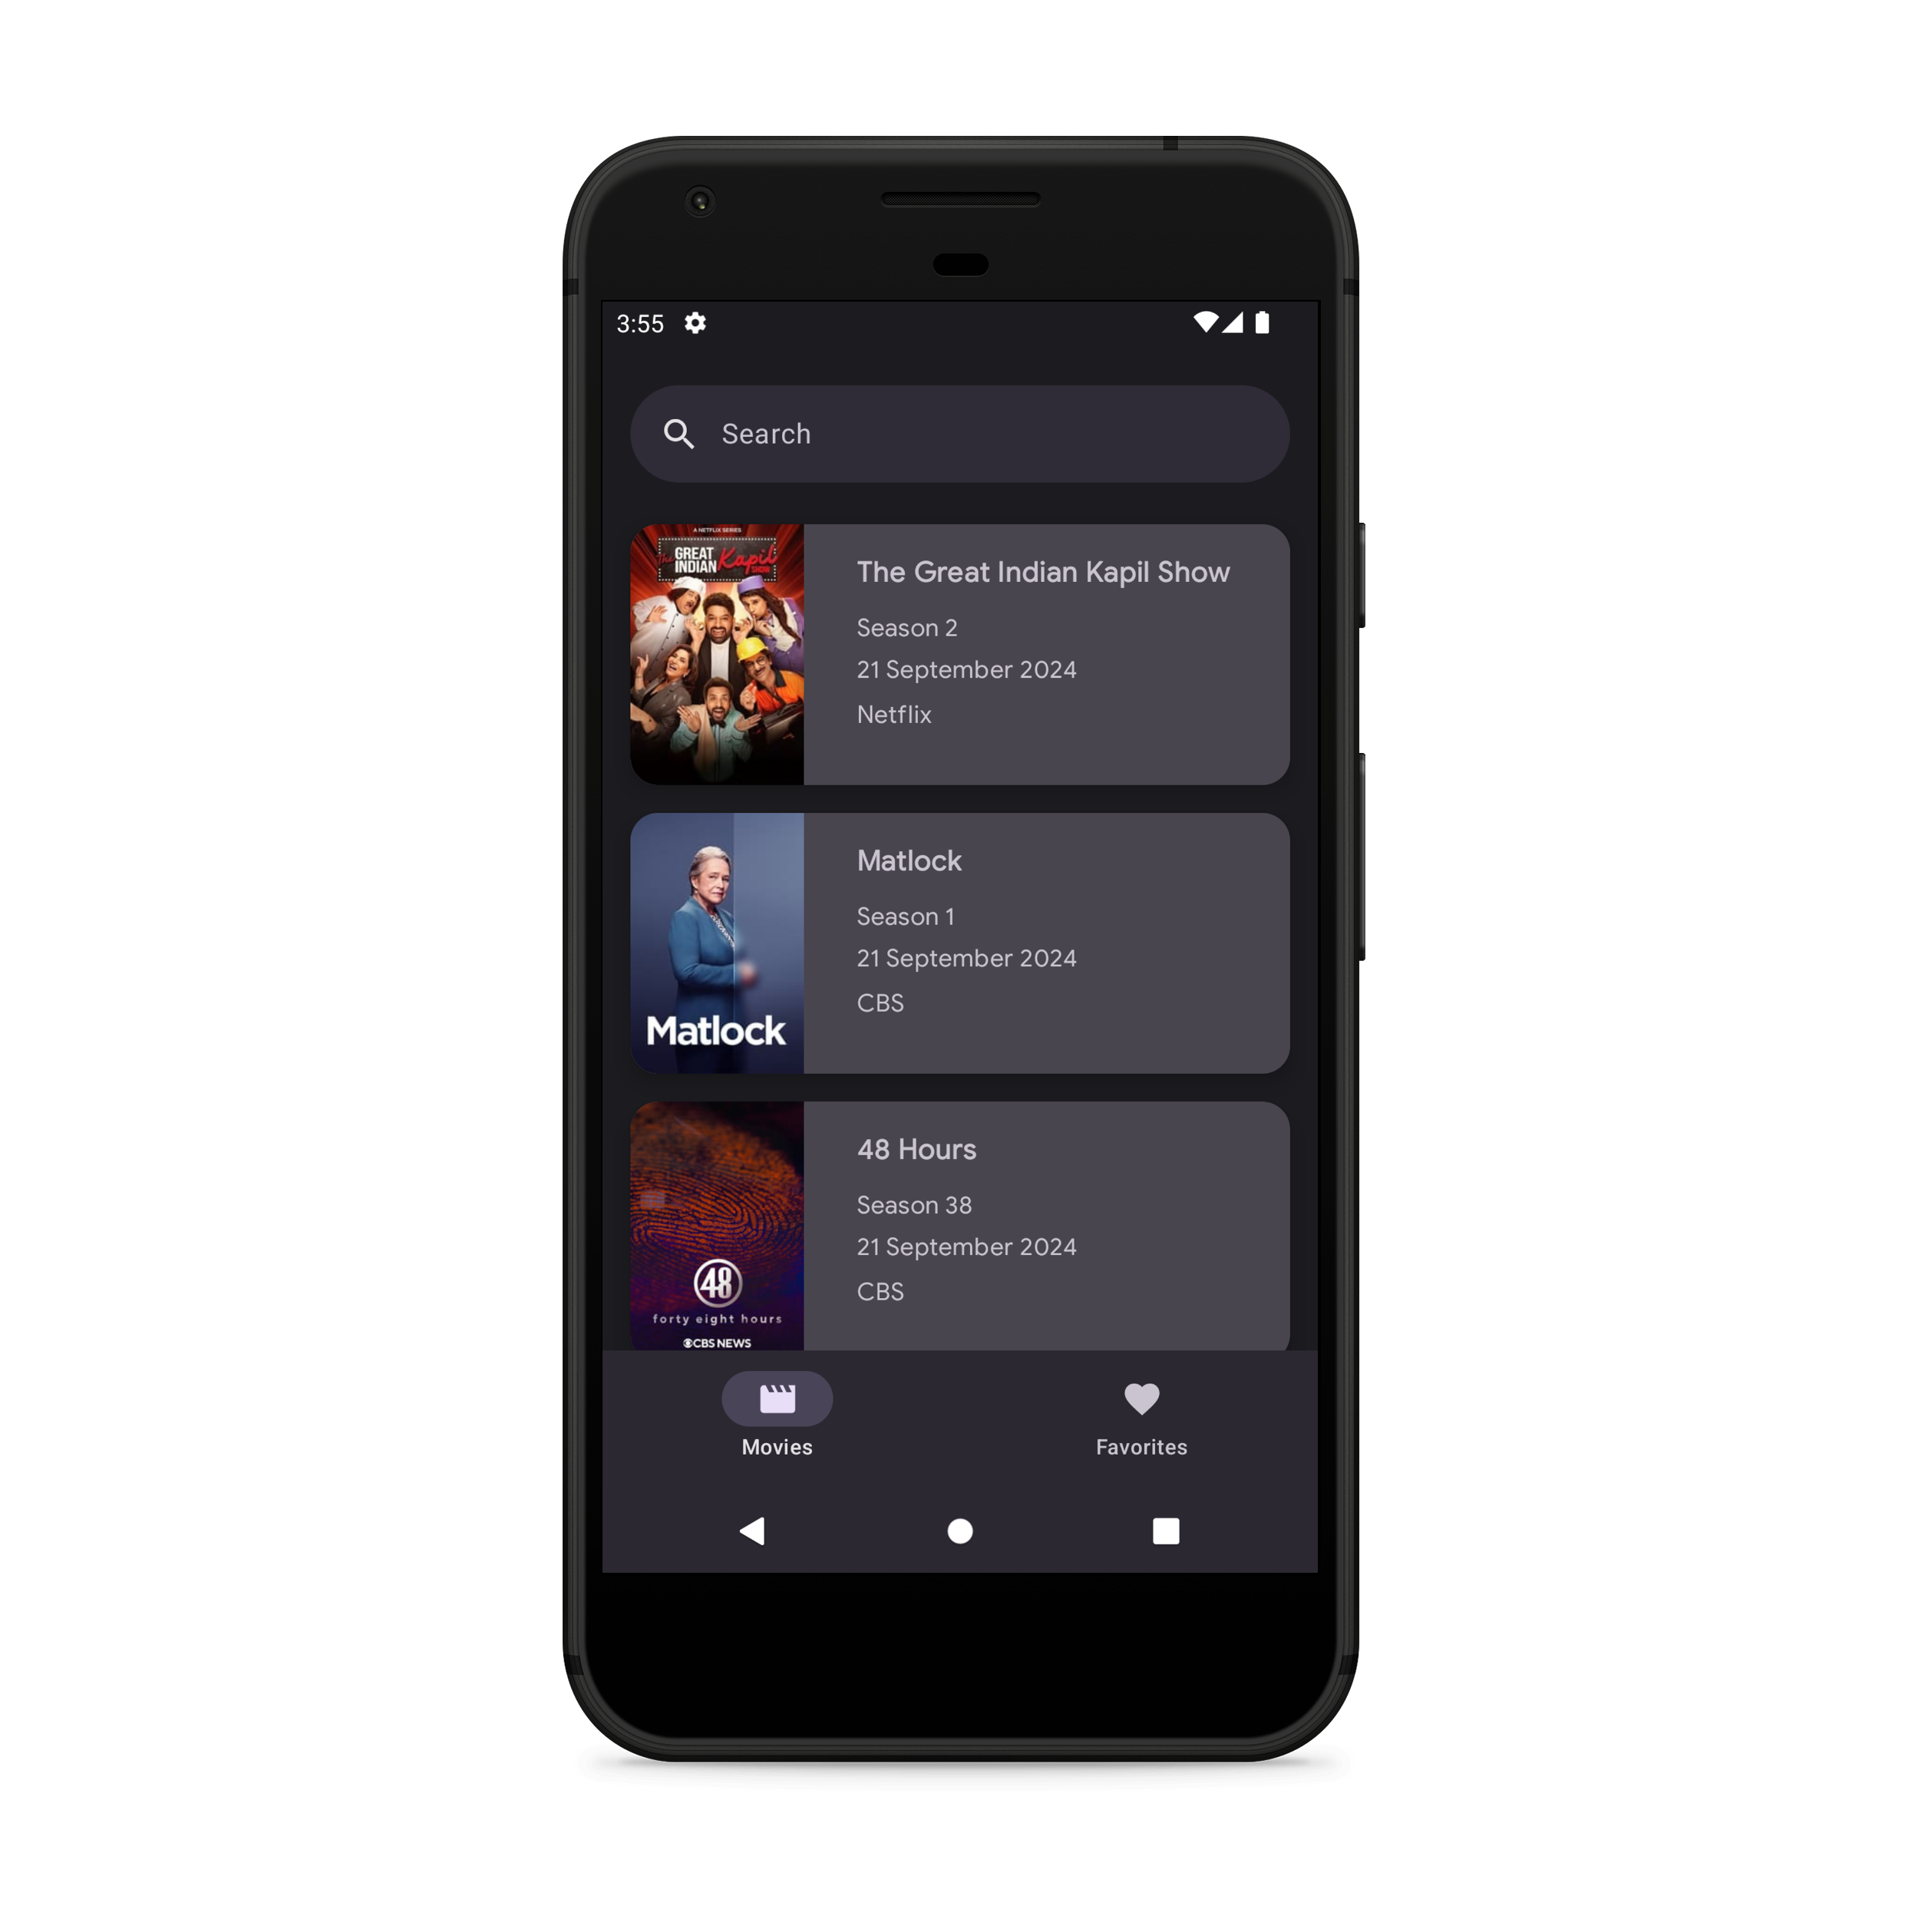 3:55
Search
A NETFLIX SERIES
The
GREAT
INDIAN
Kapil
SHOW
The Great Indian Kapil Show
Season 2
21 September 2024
Netflix
Matlock
Season 1
21 September 2024
CBS
Matlock
48 Hours
Season 38
21 September 2024
CBS
48
forty eight hours
CBS NEWS
Movies
Favorites